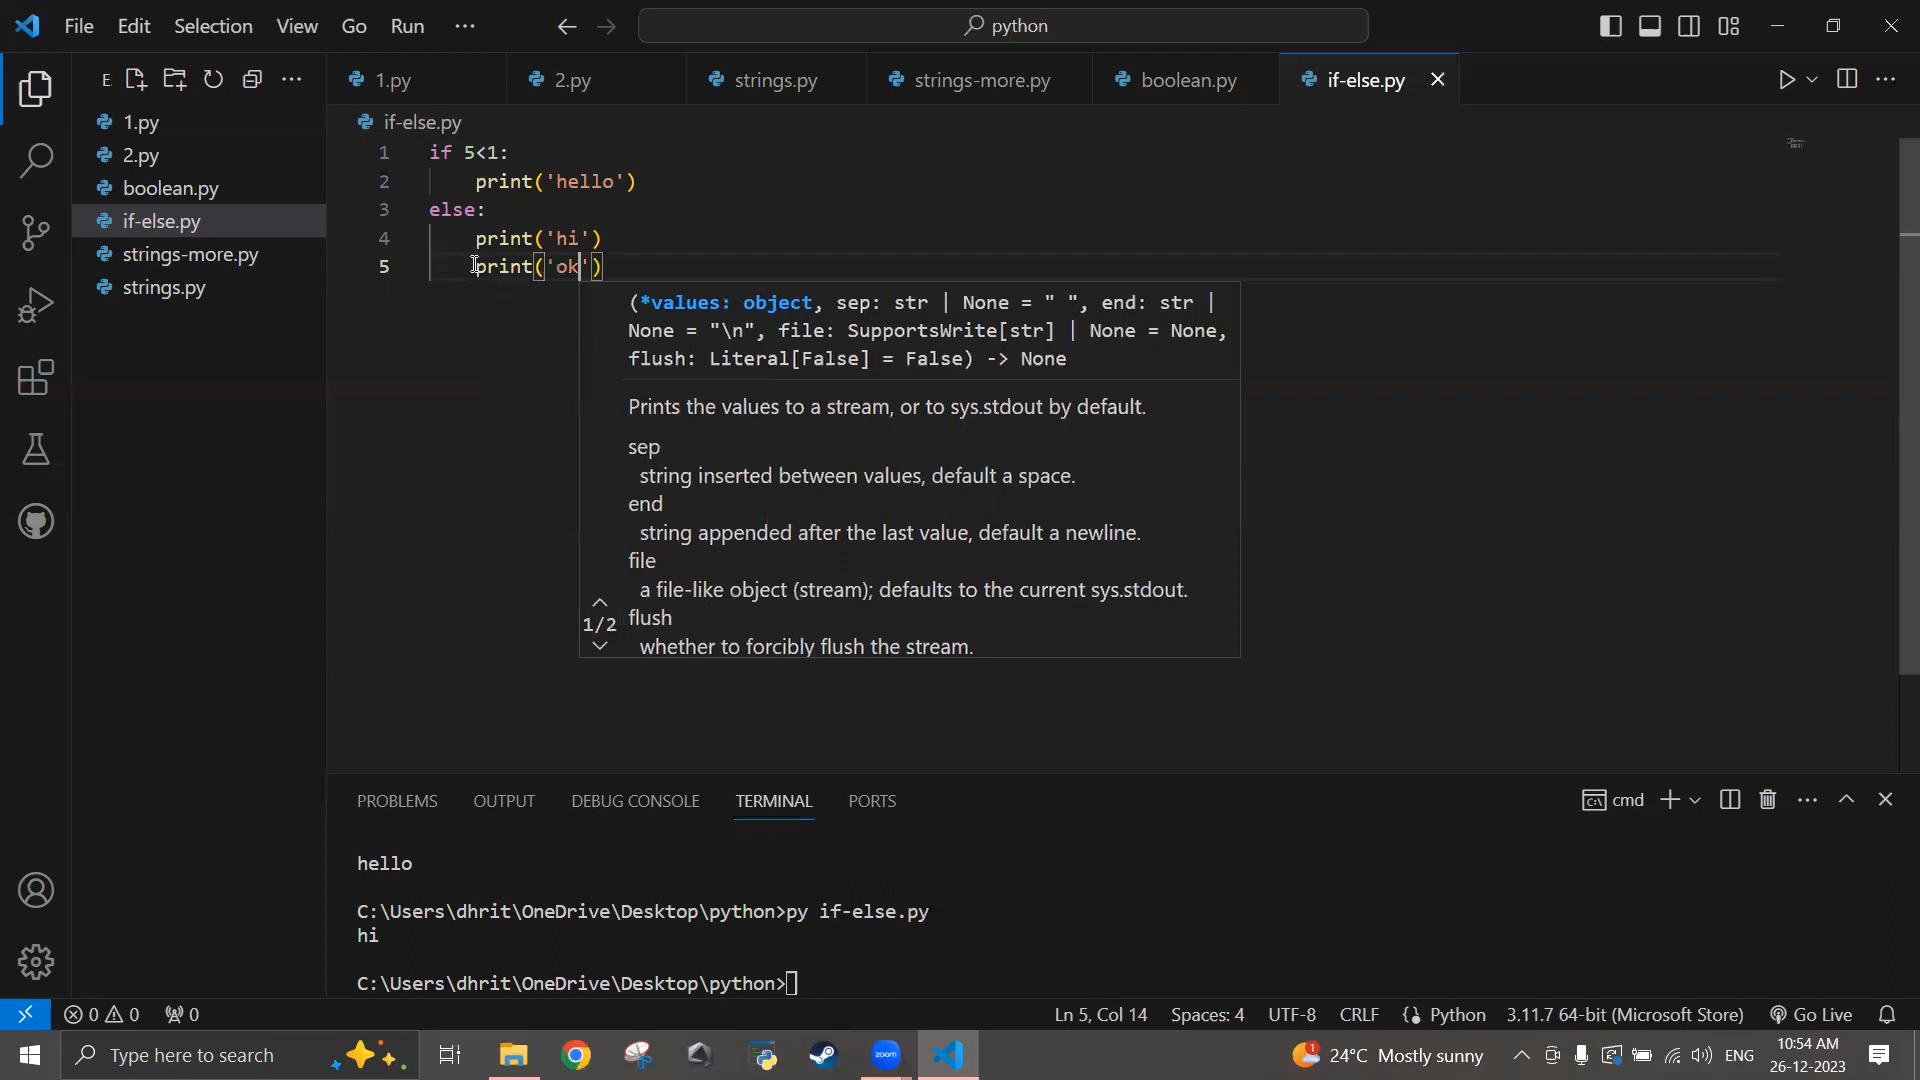 File Edit Selection View Go Run ··· python
E 1.py 2.py strings.py strings-more.py boolean.py if-else.py
1.py
2.py
boolean.py
if-else.py
strings-more.py
strings.py
if-else.py
1 if 5<1:
2 print('hello')
3 else:
4 print('hi')
5 print('ok')
(*values: object, sep: str | None = " ", end: str |
None = "\n", file: SupportsWrite[str] | None = None,
flush: Literal[False] = False) -> None
Prints the values to a stream, or to sys.stdout by default.
sep
string inserted between values, default a space.
end
string appended after the last value, default a newline.
file
a file-like object (stream); defaults to the current sys.stdout.
1/2 flush
whether to forcibly flush the stream.
PROBLEMS OUTPUT DEBUG CONSOLE TERMINAL PORTS cmd
hello
C:\Users\dhrit\OneDrive\Desktop\python>py if-else.py
hi
C:\Users\dhrit\OneDrive\Desktop\python>
0 0 0 Ln 5, Col 14 Spaces: 4 UTF-8 CRLF Python 3.11.7 64-bit (Microsoft Store) Go Live
Type here to search zoom 1 24°C Mostly sunny ENG 10:54 AM
26-12-2023